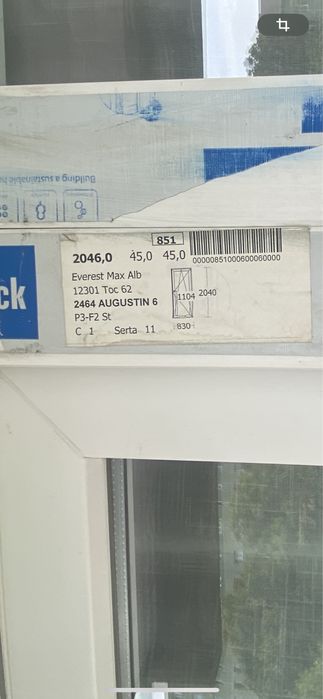 Building a sustainable
ck
851
2046,0 45,0 45,0
00000851000600060000
Everest Max Alb
12301 Toc 62
2464 AUGUSTIN 6
P3-F2 St
C 1 Serta 11
1104 2040
830